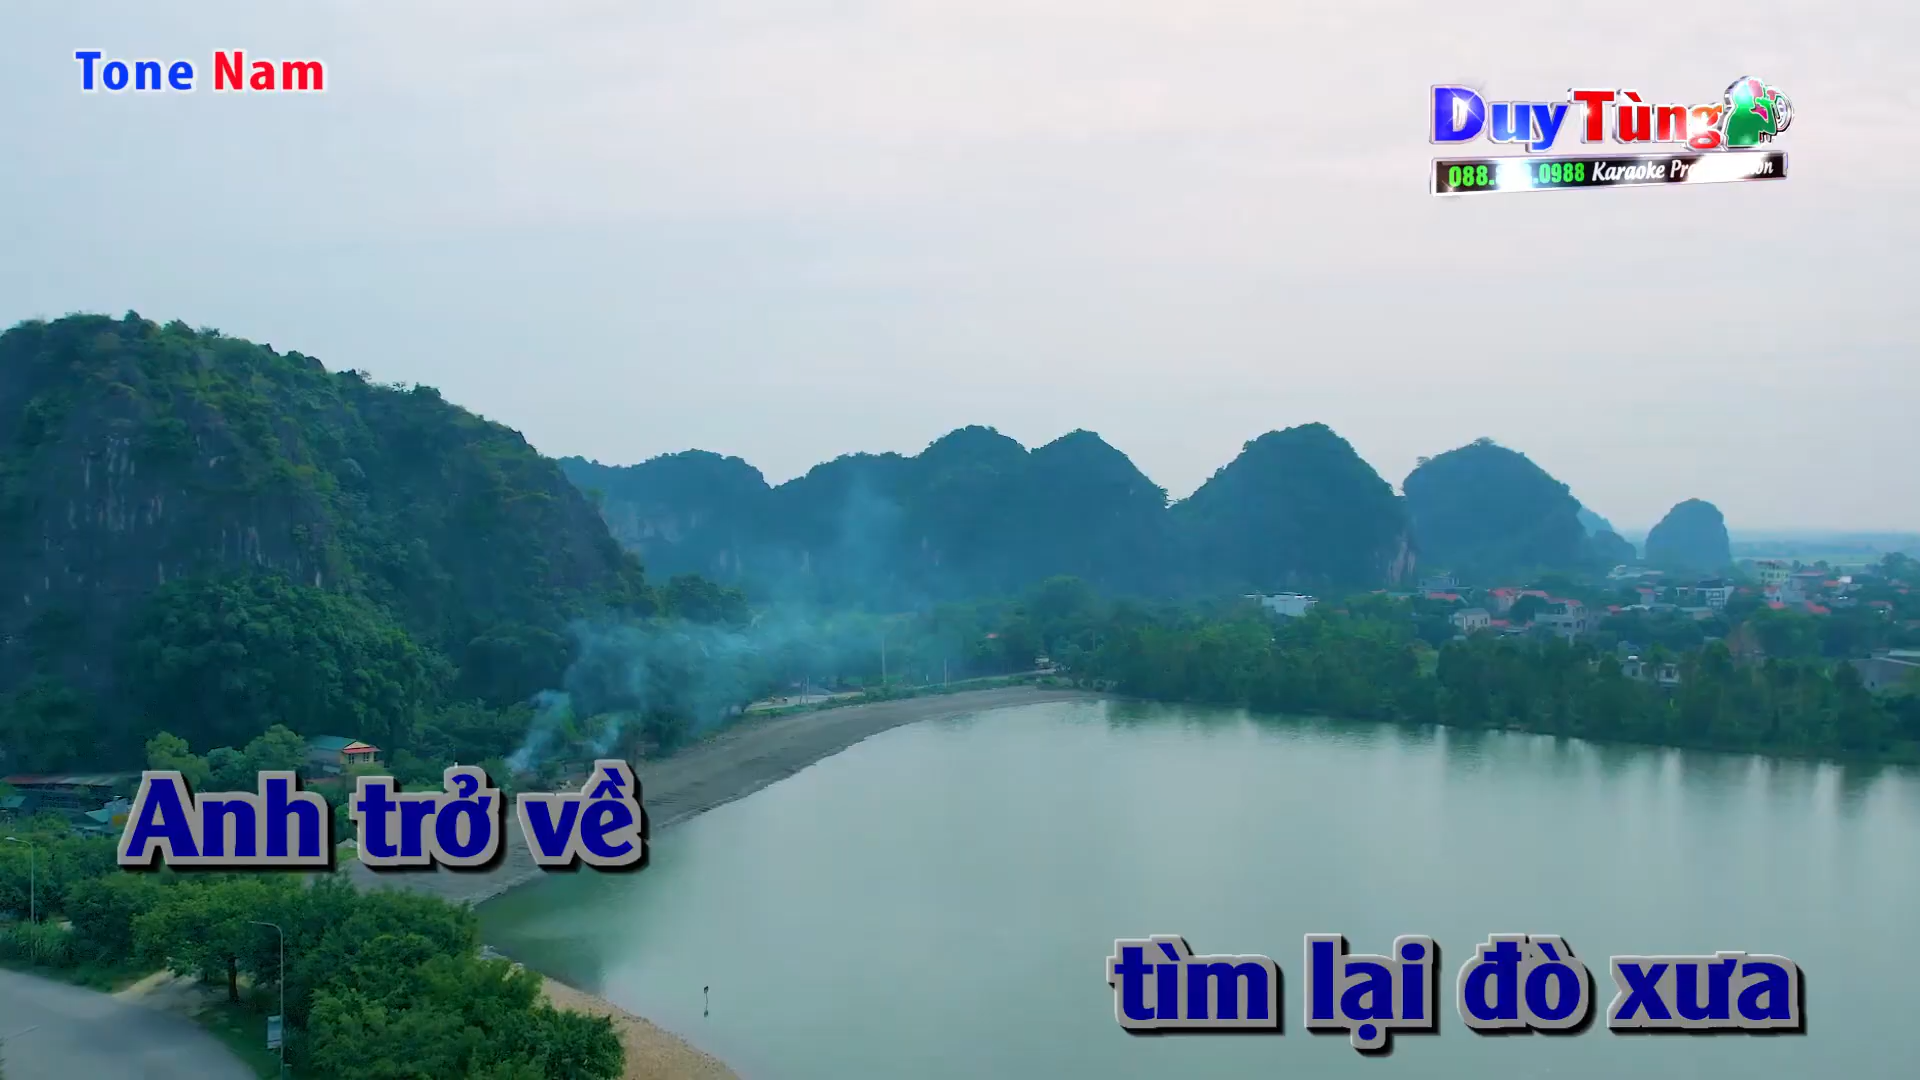 Tone Nam
Duy Tùng
Karaoke
Anh trở về
tìm lại đò xưa